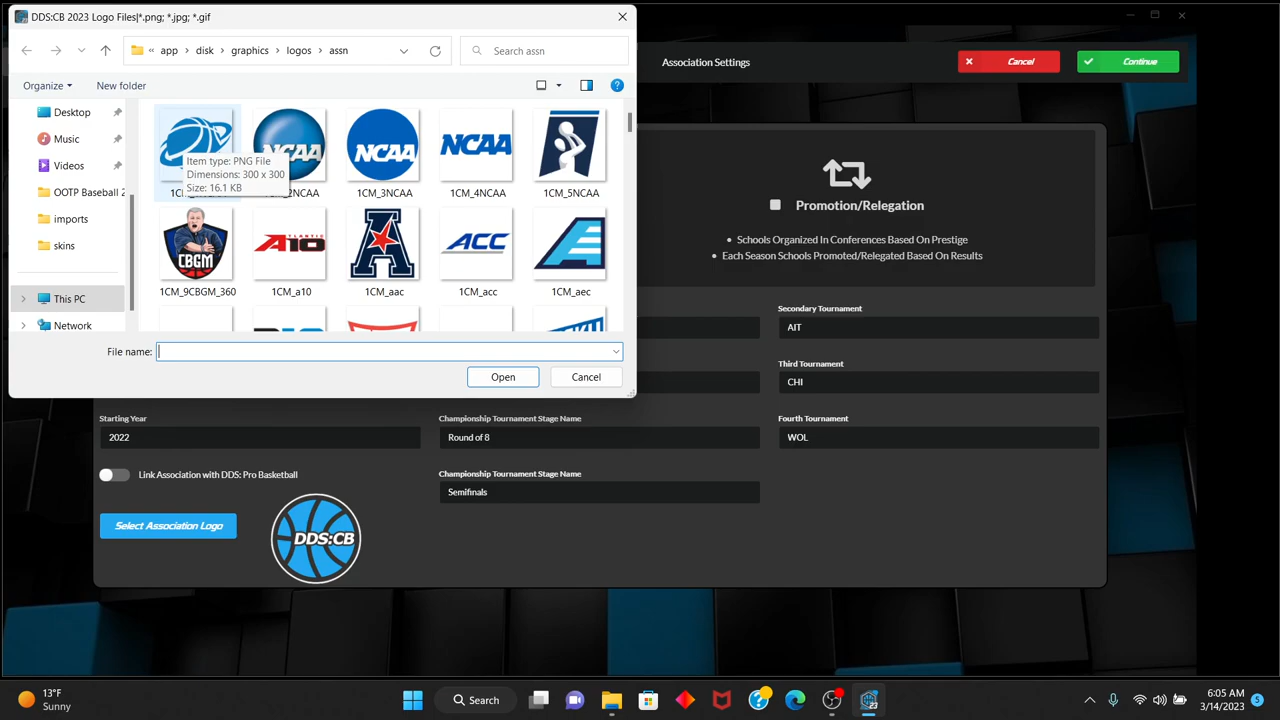 DDS:CB 2023 Logo Files|*.png; *.jpg; *.gif
« app > disk > graphics > logos > assn
Search assn
Organize
New folder
Desktop
Music
Videos
OOTP Baseball 2
imports
skins
This PC
Network
NCAA
NCAA
NCAA
Item type: PNG File
Dimensions: 300 x 300
Size: 16.1 KB
1CM_3NCAA
1CM_4NCAA
1CM_5NCAA
CBGM
ATLANTIC
A10
ACC
1CM_9CBGM_360
1CM_a10
1CM_aac
1CM_acc
1CM_aec
File name:
Open
Cancel
Association Settings
Cancel
Continue
Promotion/Relegation
• Schools Organized In Conferences Based On Prestige
• Each Season Schools Promoted/Relegated Based On Results
Secondary Tournament
AIT
Third Tournament
CHI
Starting Year
2022
Championship Tournament Stage Name
Round of 8
Fourth Tournament
WOL
Link Association with DDS: Pro Basketball
Championship Tournament Stage Name
Semifinals
Select Association Logo
DDS:CB
13°F
Sunny
Search
23
6:05 AM
3/14/2023
5